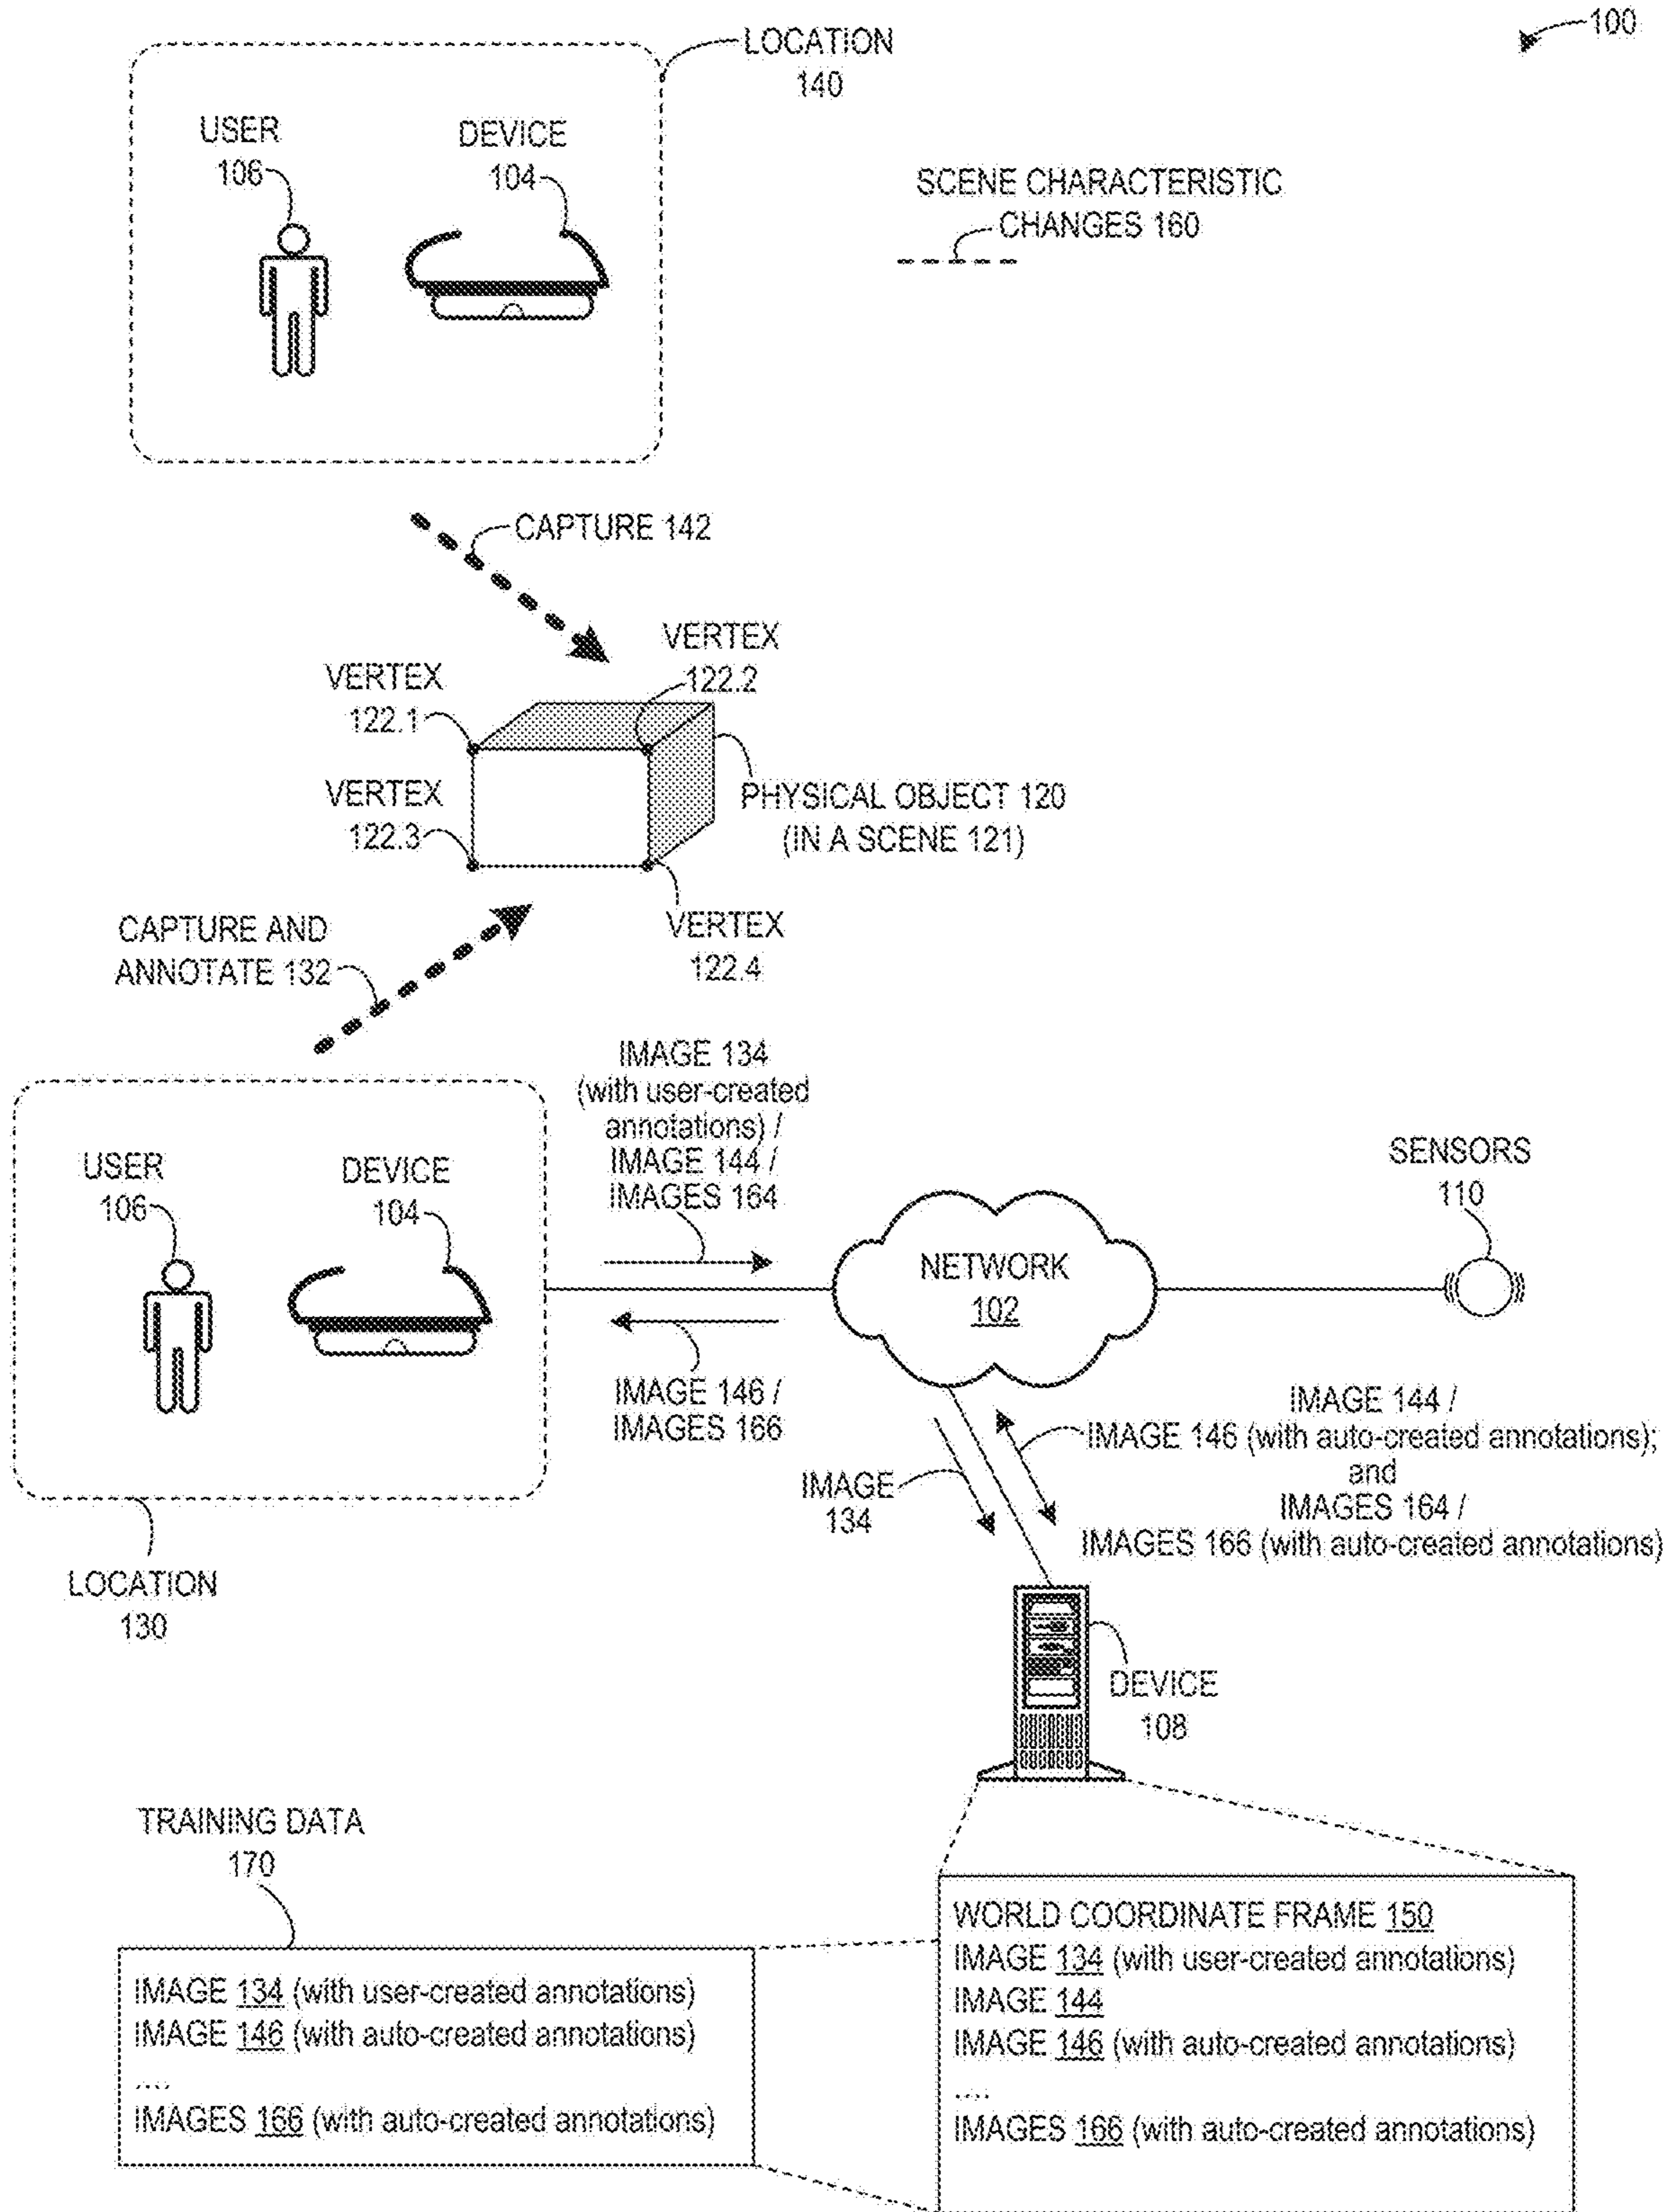 100
LOCATION
140
USER
106
DEVICE
104
SCENE CHARACTERISTIC
CHANGES 160
CAPTURE 142
VERTEX
122.1
VERTEX
122.2
VERTEX
122.3
PHYSICAL OBJECT 120
(IN A SCENE 121)
VERTEX
122.4
CAPTURE AND
ANNOTATE 132
IMAGE 134
(with user-created
annotations) /
IMAGE 144 /
IMAGES 164
USER
106
DEVICE
104
NETWORK
102
SENSORS
110
IMAGE 146 /
IMAGES 166
IMAGE
134
IMAGE 144 /
IMAGE 146 (with auto-created annotations);
and
IMAGES 164 /
IMAGES 166 (with auto-created annotations)
LOCATION
130
DEVICE
108
TRAINING DATA
170
IMAGE 134 (with user-created annotations)
IMAGE 146 (with auto-created annotations)
.....
IMAGES 166 (with auto-created annotations)
WORLD COORDINATE FRAME 150
IMAGE 134 (with user-created annotations)
IMAGE 144
IMAGE 146 (with auto-created annotations)
.....
IMAGES 166 (with auto-created annotations)